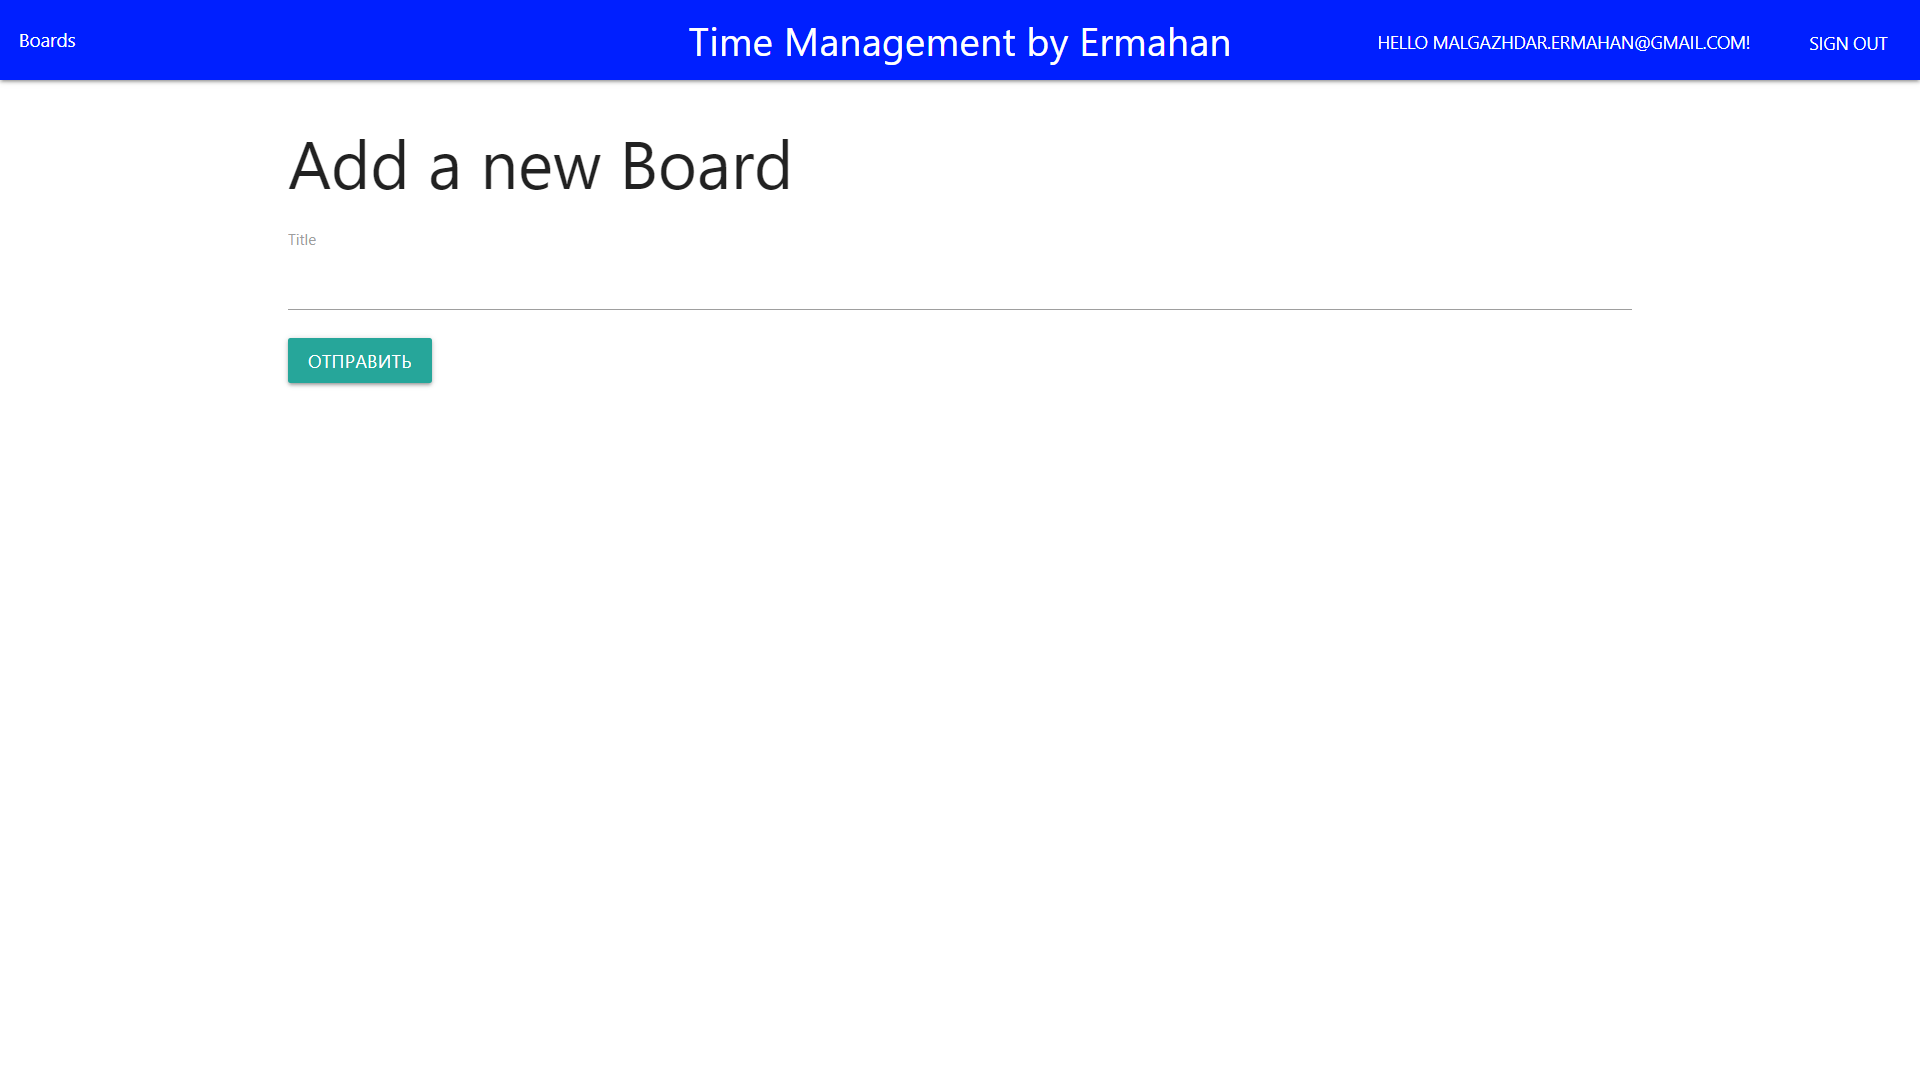 Boards
Time Management by Ermahan
HELLO MALGAZHDAR.ERMAHAN@GMAIL.COM!
SIGN OUT
Add a new Board
Title
ОТПРАВИТЬ